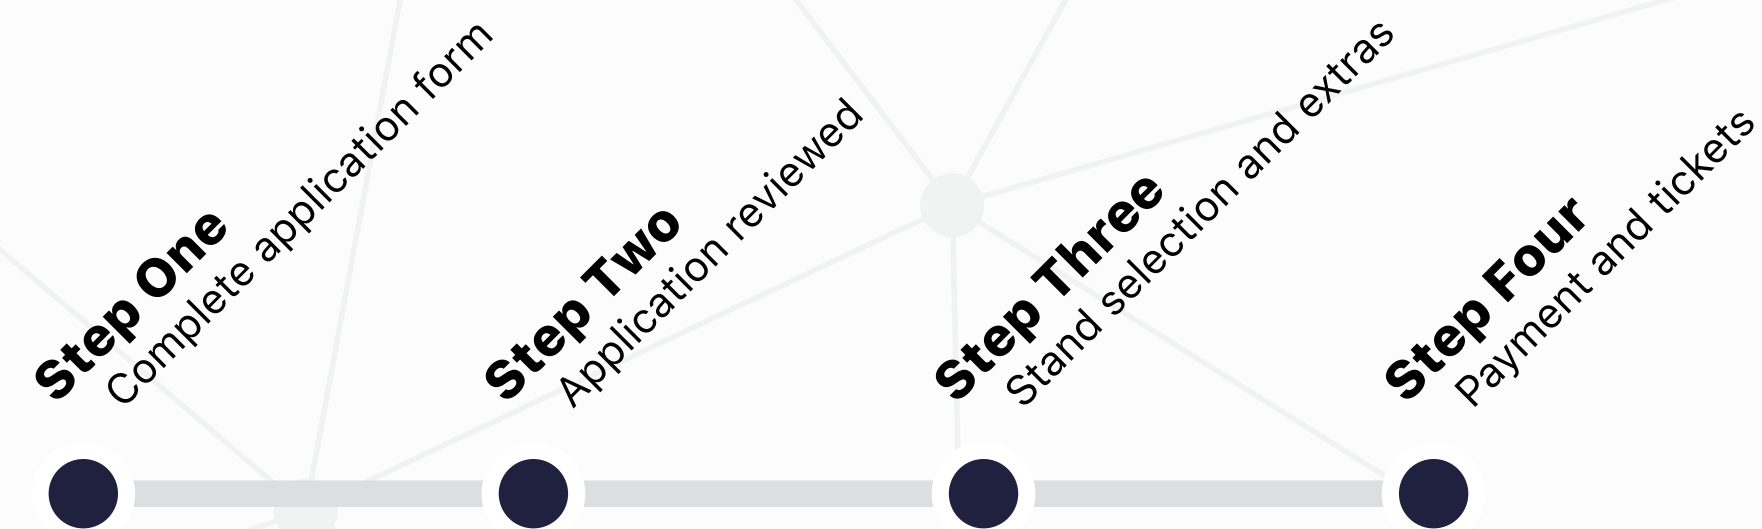 Step One
Complete application form
Step Two
Application reviewed
Step Three
Stand selection and extras
Step Four
Payment and tickets